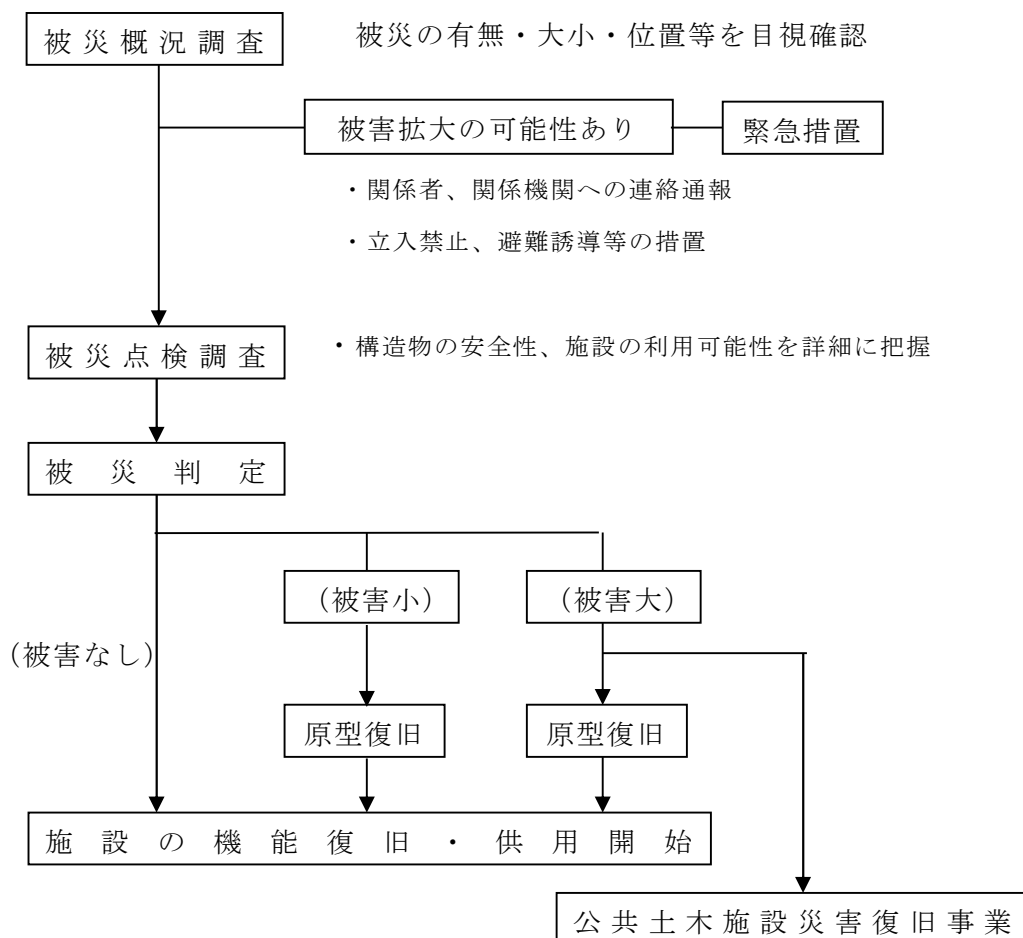 被災概況調査
被災の有無・大小・位置等を目視確認
被害拡大の可能性あり
緊急措置
・関係者、関係機関への連絡通報
・立入禁止、避難誘導等の措置
被災点検調査
・構造物の安全性、施設の利用可能性を詳細に把握
被災判定
(被害小)
(被害大)
(被害なし)
原型復旧
原型復旧
施設の機能復旧・供用開始
公共土木施設災害復旧事業